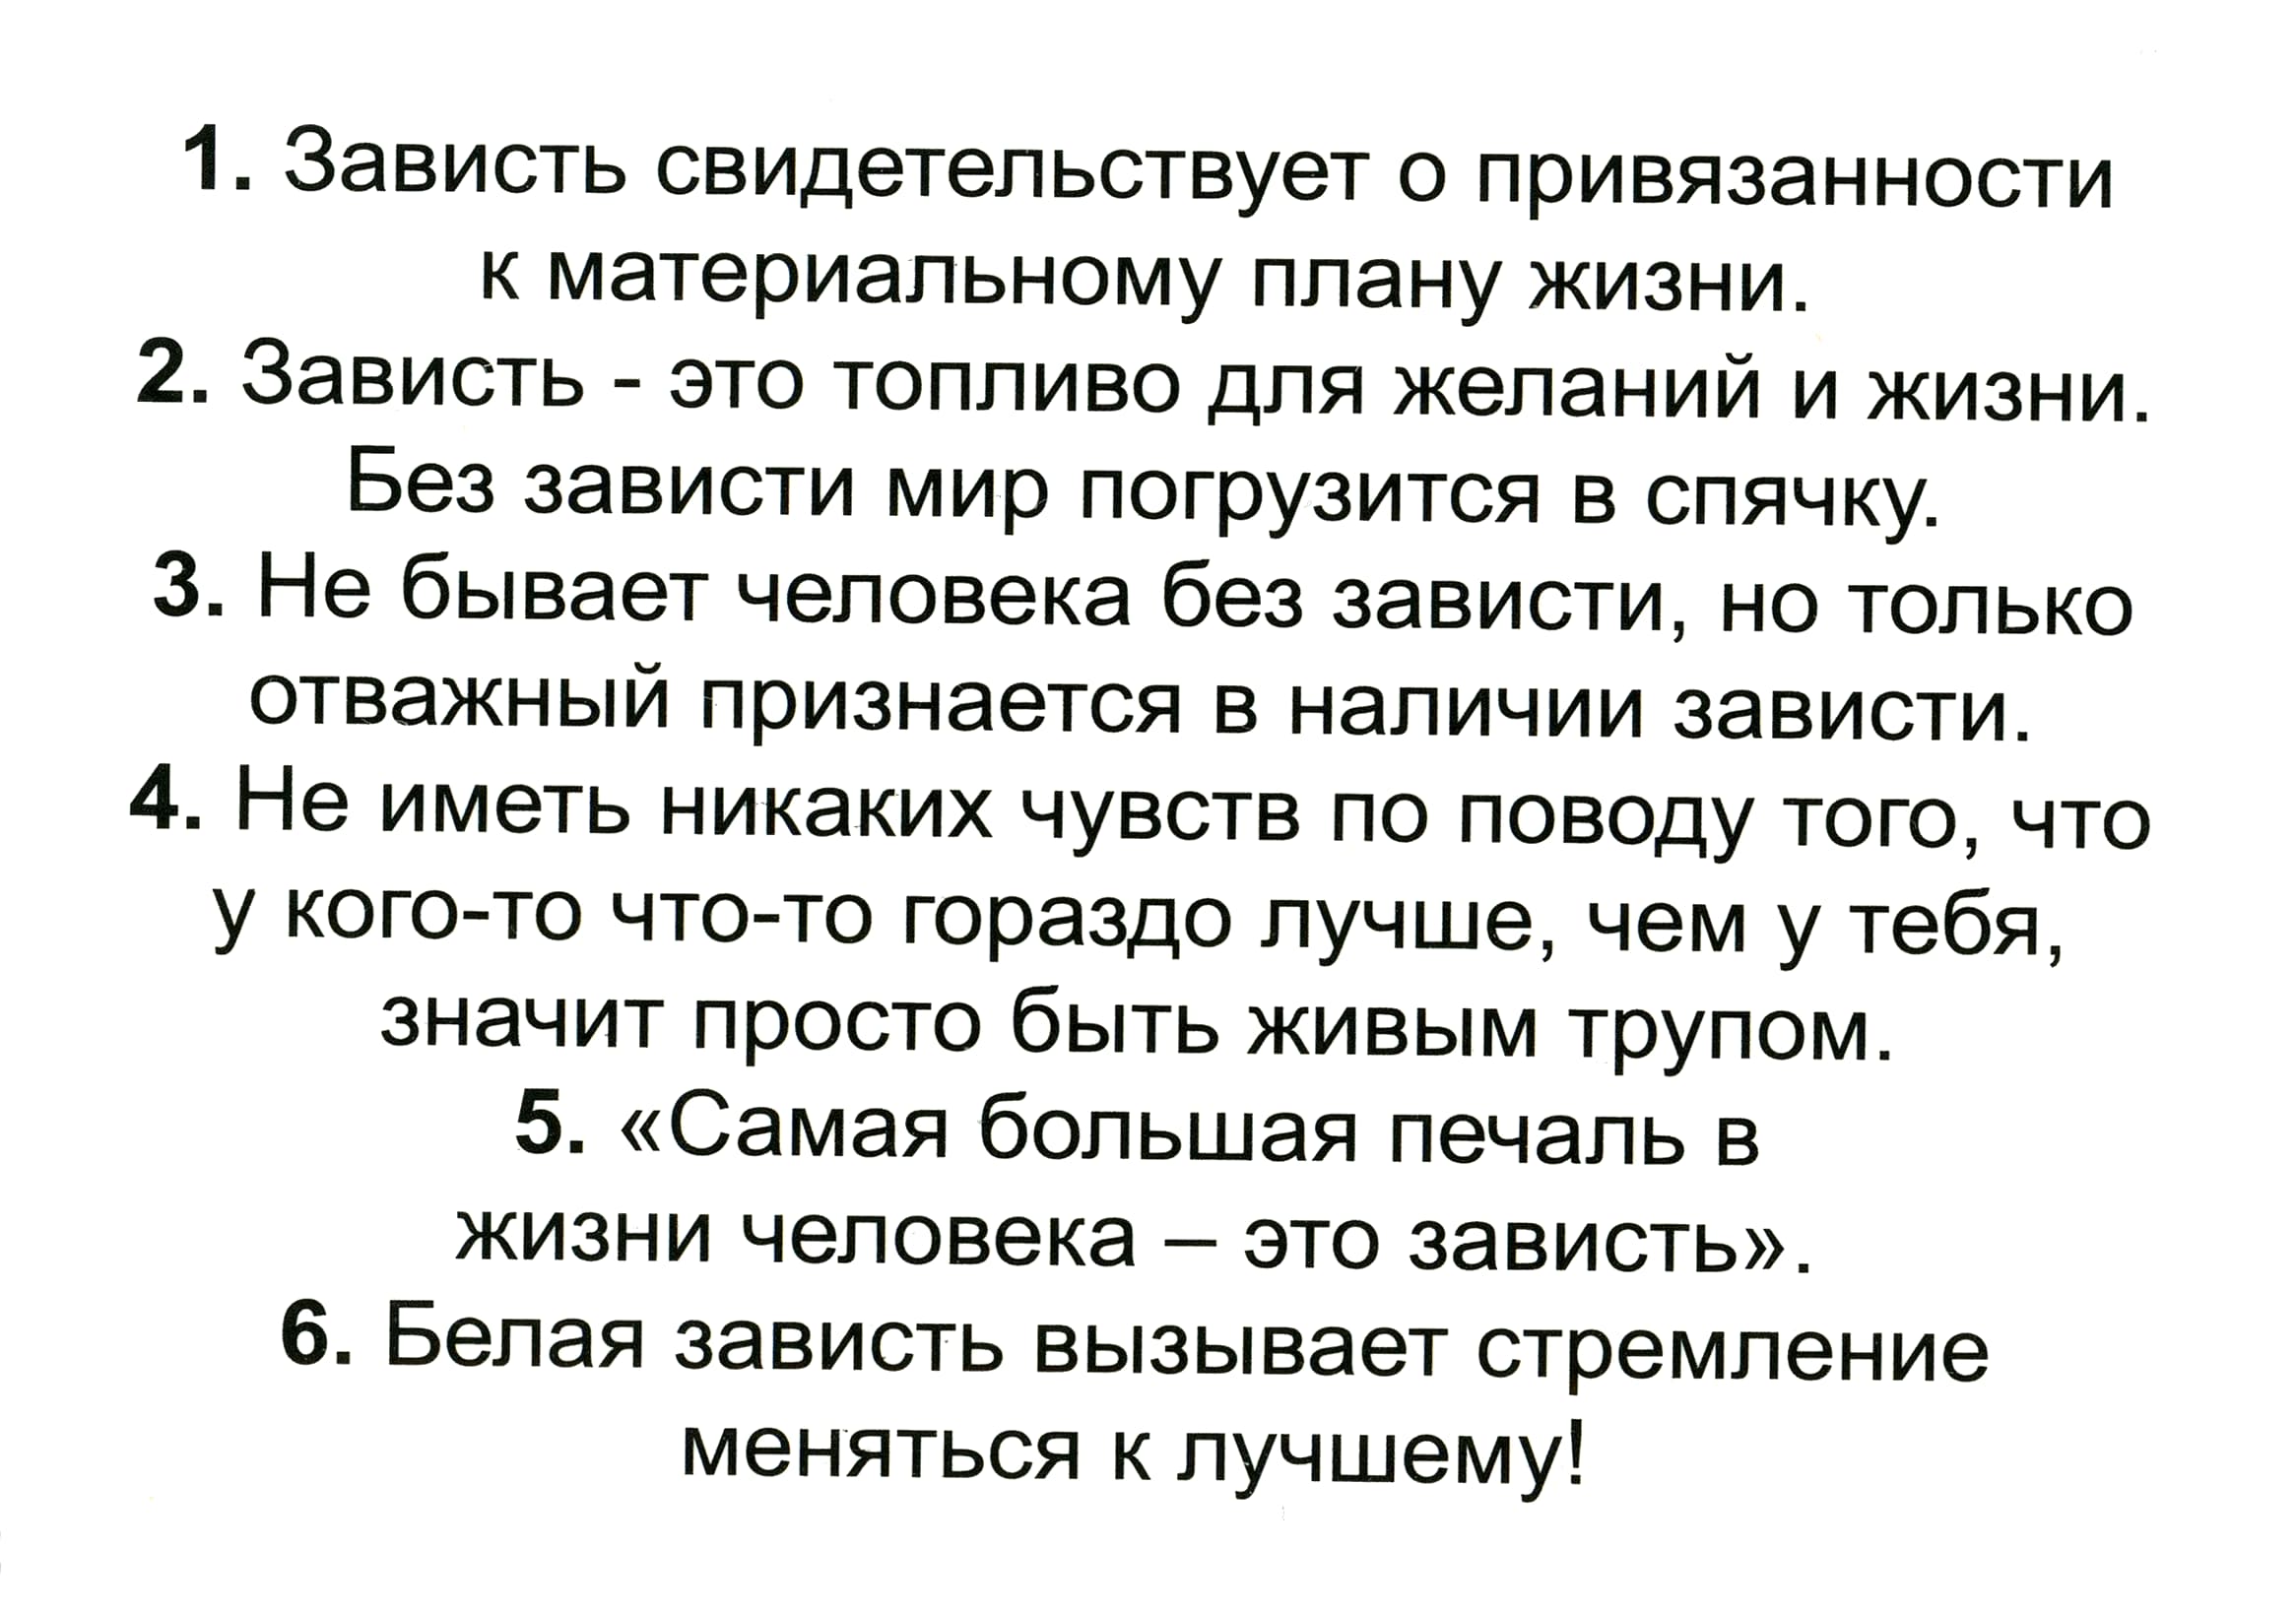 1. Зависть свидетельствует о привязанности
к материальному плану жизни.
2. Зависть - это топливо для желаний и жизни.
Без зависти мир погрузится в спячку.
3. Не бывает человека без зависти, но только
отважный признается в наличии зависти.
4. Не иметь никаких чувств по поводу того, что
у кого-то что-то гораздо лучше, чем у тебя,
значит просто быть живым трупом.
5. «Самая большая печаль в
жизни человека – это зависть».
6. Белая зависть вызывает стремление
меняться к лучшему!